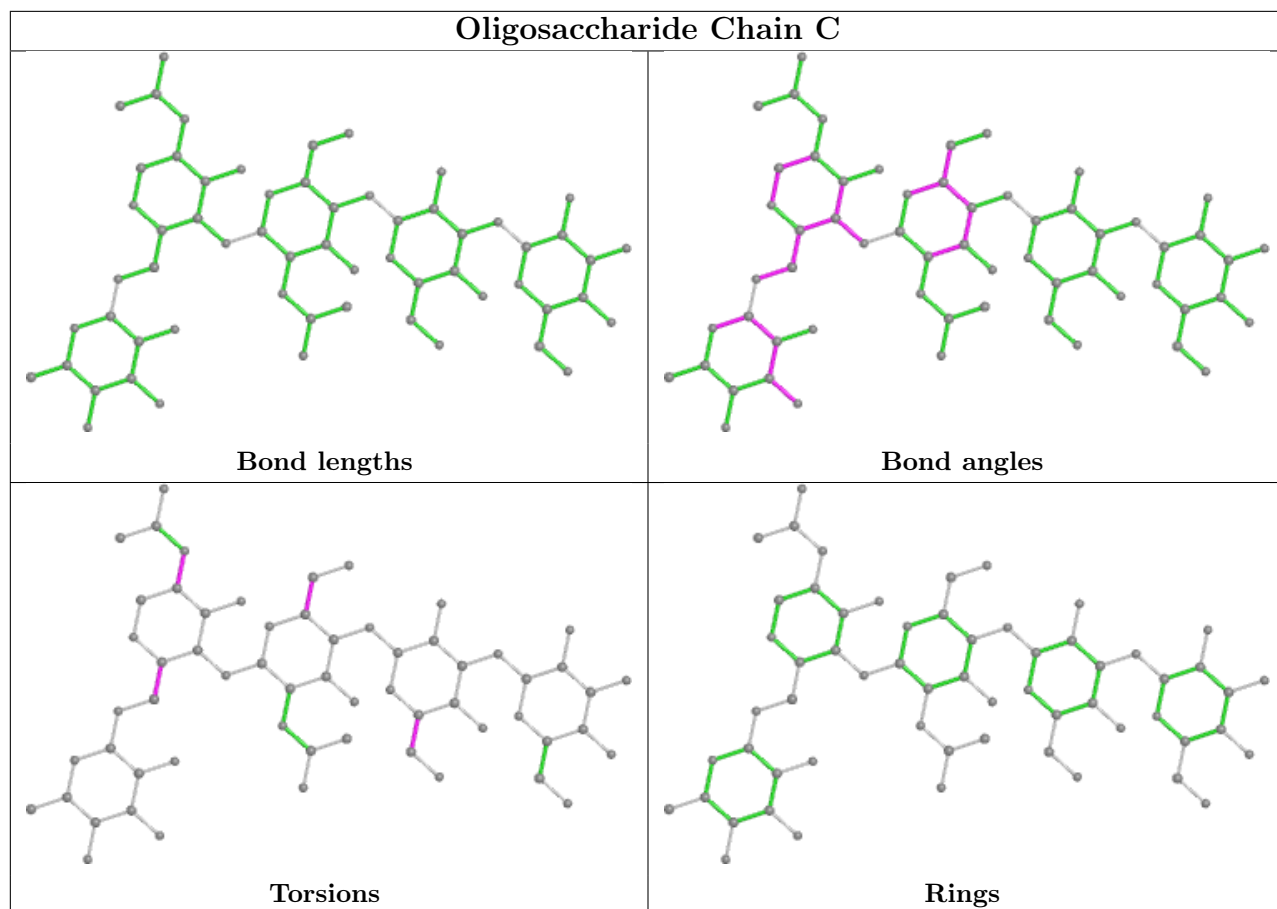 Oligosaccharide Chain C
Bond lengths
Bond angles
Torsions
Rings